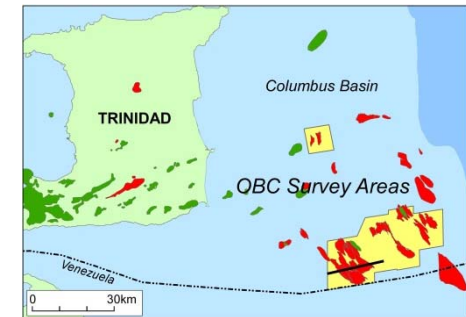 Columbus Basin
TRINIDAD
OBC Survey Areas
Venezuela
0 30km